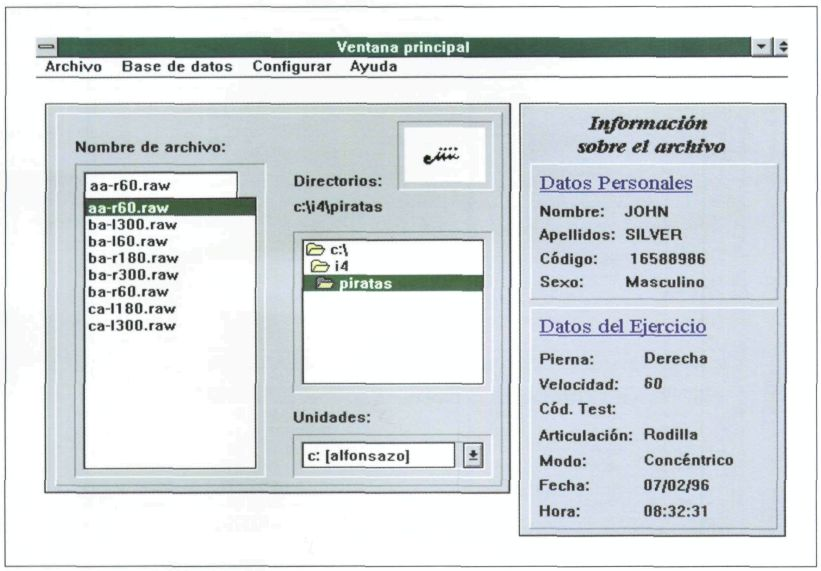 Ventana principal
Archivo Base de datos Configurar Ayuda
Nombre de archivo:
aa-r60.raw
aa-r60.raw
ba-l300.raw
ba-l60.raw
ba-r180.raw
ba-r300.raw
ba-r60.raw
ca-l180.raw
ca-l300.raw
Directorios:
c:\i4\piratas
c:\
i4
piratas
Unidades:
c: [alfonsazo]
Información
sobre el archivo
Datos Personales
Nombre: JOHN
Apellidos: SILVER
Código: 16588986
Sexo: Masculino
Datos del Ejercicio
Pierna: Derecha
Velocidad: 60
Cód. Test:
Articulación: Rodilla
Modo: Concéntrico
Fecha: 07/02/96
Hora: 08:32:31